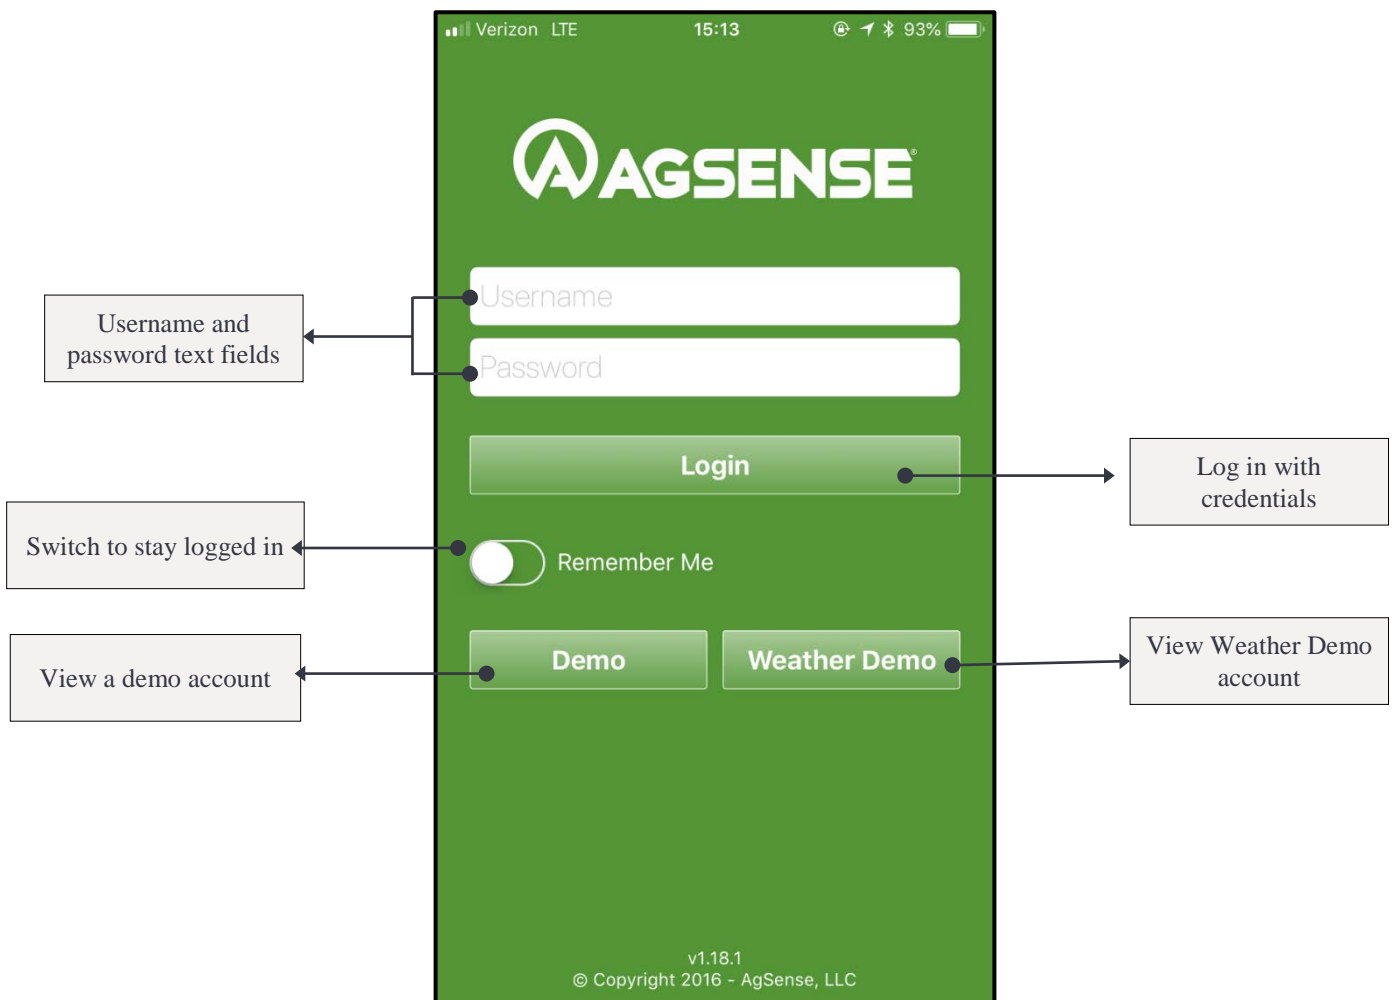 Verizon LTE 15:13 93%
AGSENSE®
Username
Password
Username and
password text fields
Login
Log in with
credentials
Switch to stay logged in
Remember Me
Demo
Weather Demo
View a demo account
View Weather Demo
account
v1.18.1
© Copyright 2016 - AgSense, LLC